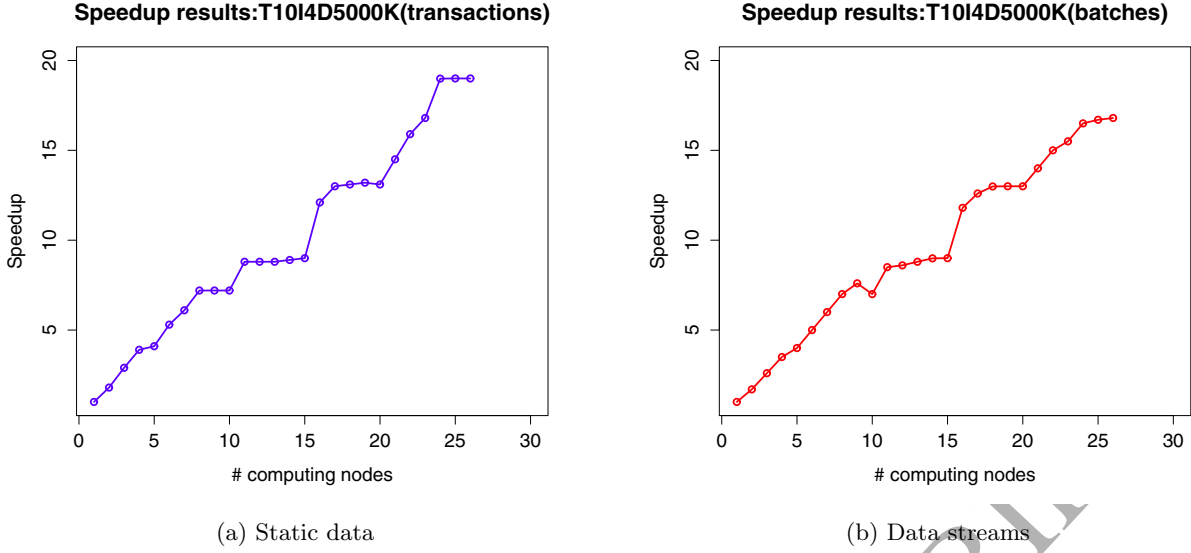 Speedup results:T10I4D5000K(transactions)
20
15
10
5
Speedup
0 5 10 15 20 25 30
# computing nodes
(a) Static data
Speedup results:T10I4D5000K(batches)
20
15
10
5
Speedup
0 5 10 15 20 25 30
# computing nodes
(b) Data streams